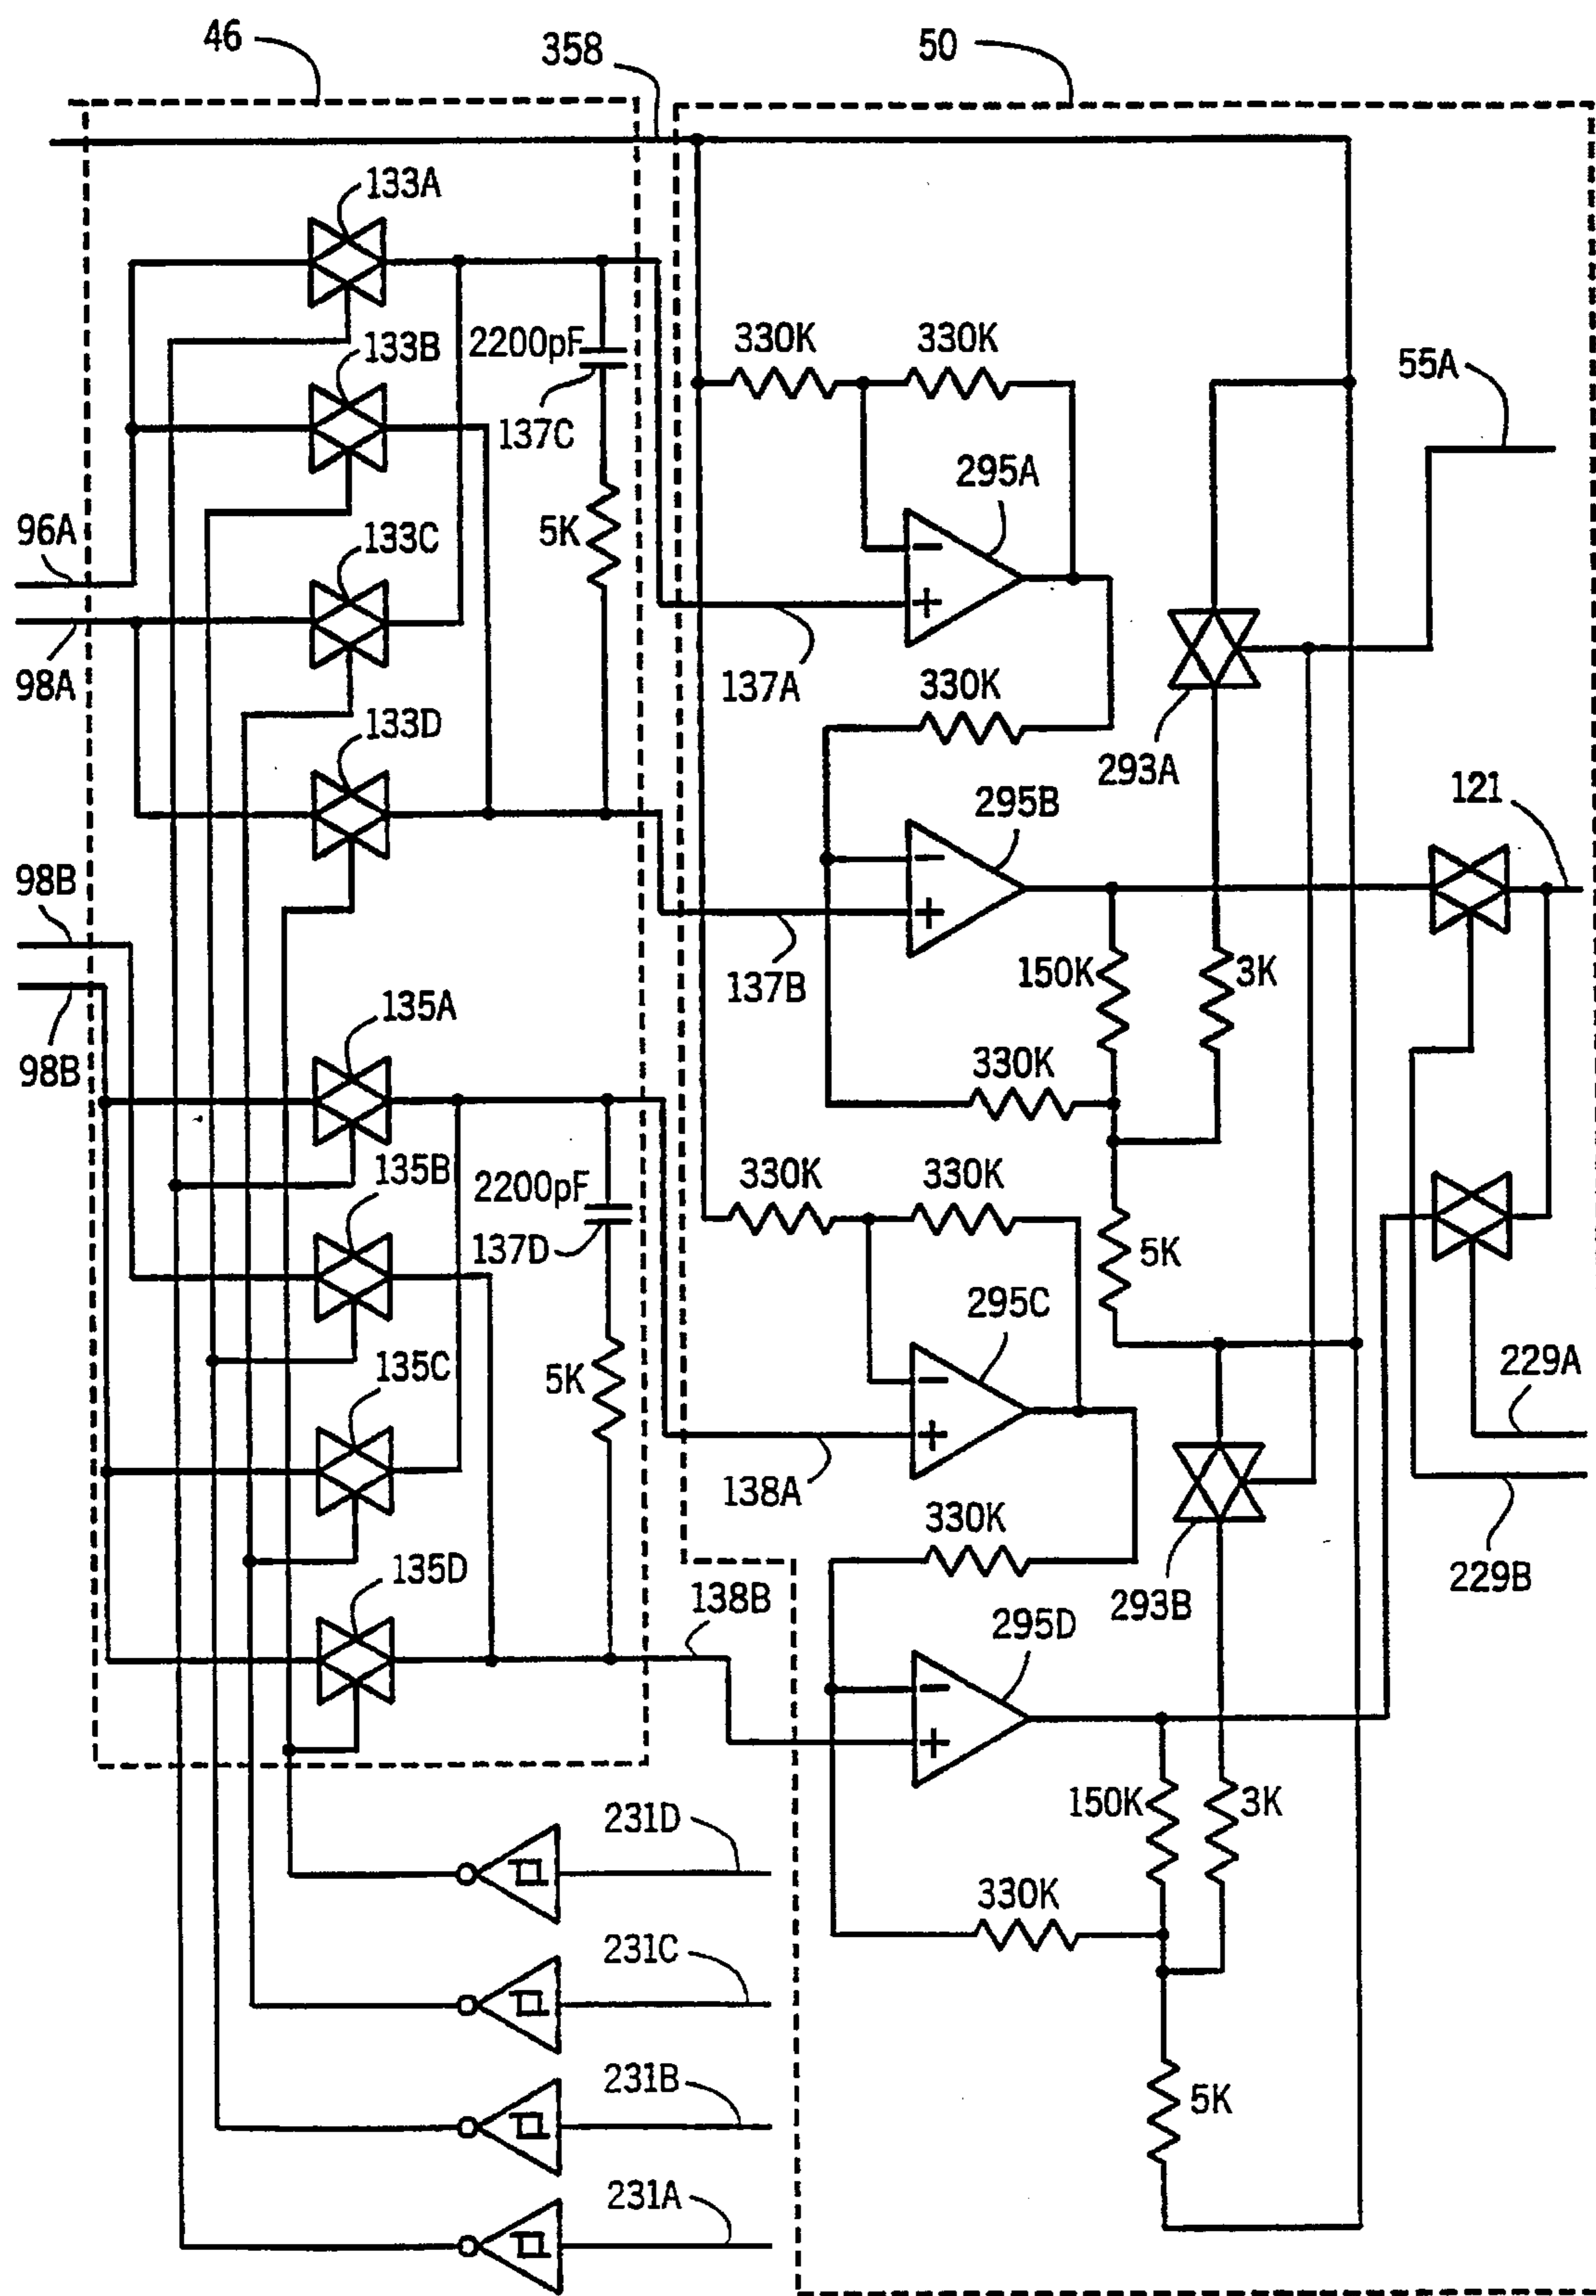 46
358
50
133A
133B
2200pF
330K
330K
55A
137C
295A
96A
5K
133C
98A
137A
330K
133D
293A
295B
121
98B
150K
3K
137B
135A
98B
330K
135B
330K
330K
2200pF
137D
5K
295C
135C
5K
229A
138A
330K
229B
135D
138B
293B
295D
231D
150K
3K
330K
231C
231B
5K
231A